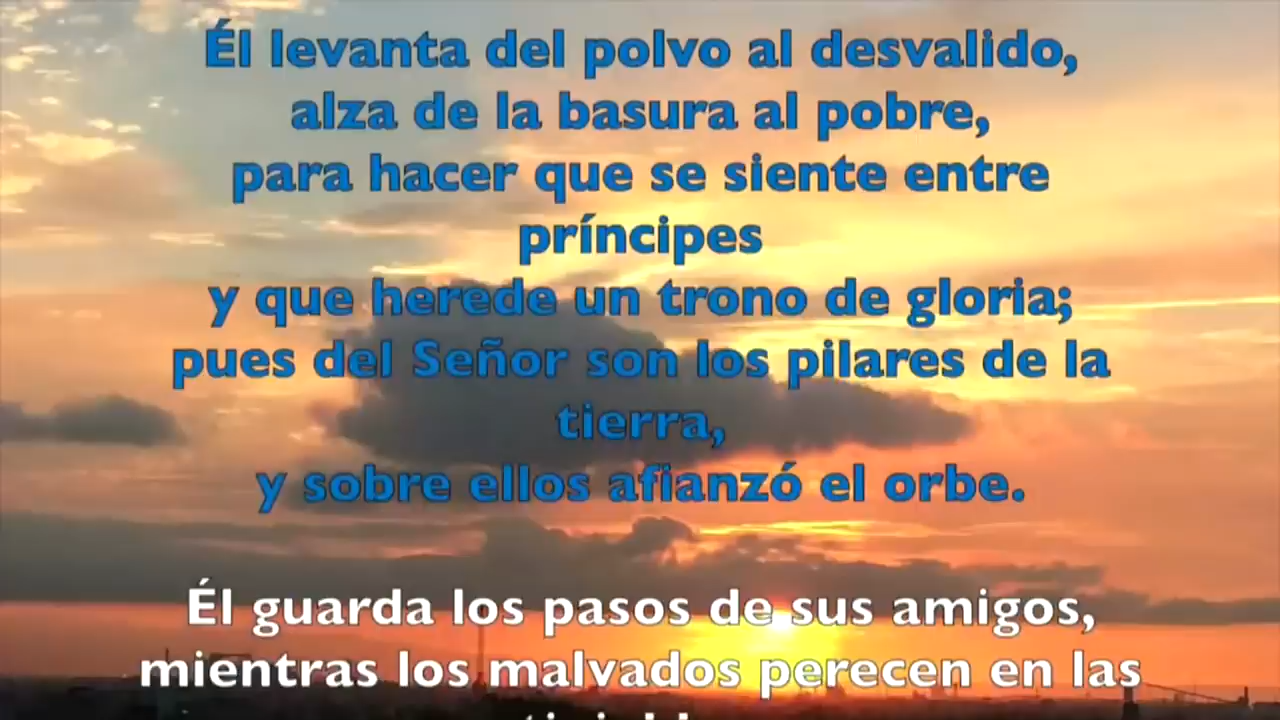 Él levanta del polvo al desvalido,
alza de la basura al pobre,
para hacer que se siente entre
príncipes
y que herede un trono de gloria;
pues del Señor son los pilares de la
tierra,
y sobre ellos afianzó el orbe.
Él guarda los pasos de sus amigos,
mientras los malvados perecen en las